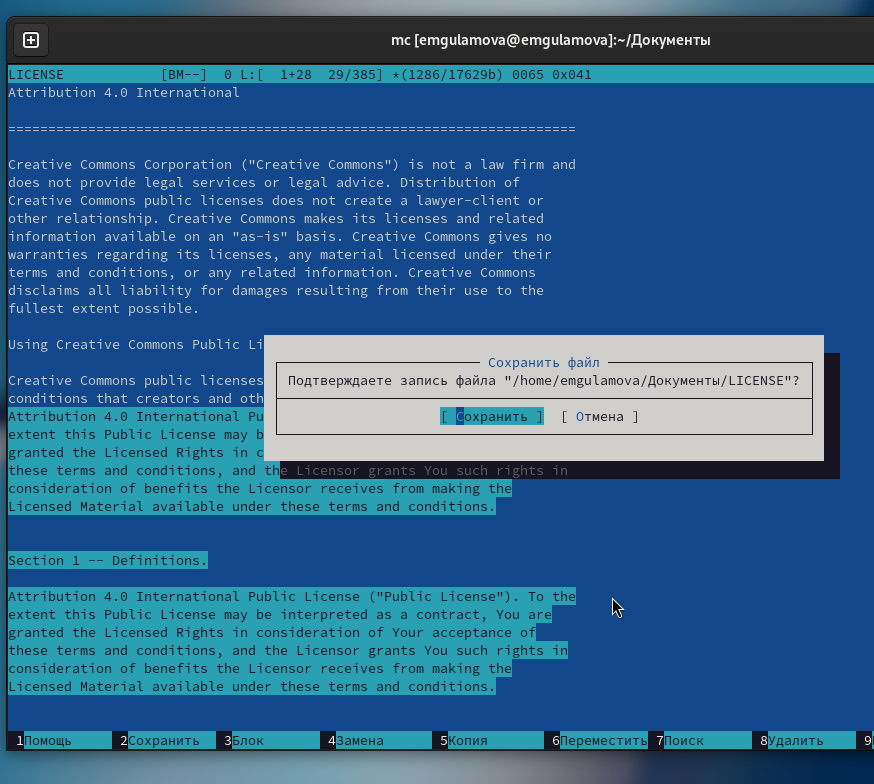 mc [emgulamova@emgulamova]:~/Документы
LICENSE [BM--] 0 L:[ 1+28 29/385] *(1286/17629b) 0065 0x041
Attribution 4.0 International
=======================================================================
Creative Commons Corporation ("Creative Commons") is not a law firm and
does not provide legal services or legal advice. Distribution of
Creative Commons public licenses does not create a lawyer-client or
other relationship. Creative Commons makes its licenses and related
information available on an "as-is" basis. Creative Commons gives no
warranties regarding its licenses, any material licensed under their
terms and conditions, or any related information. Creative Commons
disclaims all liability for damages resulting from their use to the
fullest extent possible.
Using Creative Commons Public Li
Сохранить файл
Creative Commons public licenses
Подтверждаете запись файла "/home/emgulamova/Документы/LICENSE"?
conditions that creators and oth
Attribution 4.0 International Pu
[ Сохранить ] [ Отмена ]
extent this Public License may b
granted the Licensed Rights in c
these terms and conditions, and the Licensor grants You such rights in
consideration of benefits the Licensor receives from making the
Licensed Material available under these terms and conditions.
Section 1 -- Definitions.
Attribution 4.0 International Public License ("Public License"). To the
extent this Public License may be interpreted as a contract, You are
granted the Licensed Rights in consideration of Your acceptance of
these terms and conditions, and the Licensor grants You such rights in
consideration of benefits the Licensor receives from making the
Licensed Material available under these terms and conditions.
1Помощь 2Сохранить 3Блок 4Замена 5Копия 6Переместить 7Поиск 8Удалить 9